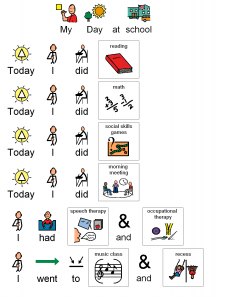 My Day at school
reading
Today I did
math
Today I did
social skills
games
Today I did
morning
meeting
Today I did
speech therapy & occupational
therapy
I had and
music class & recess
I went to and